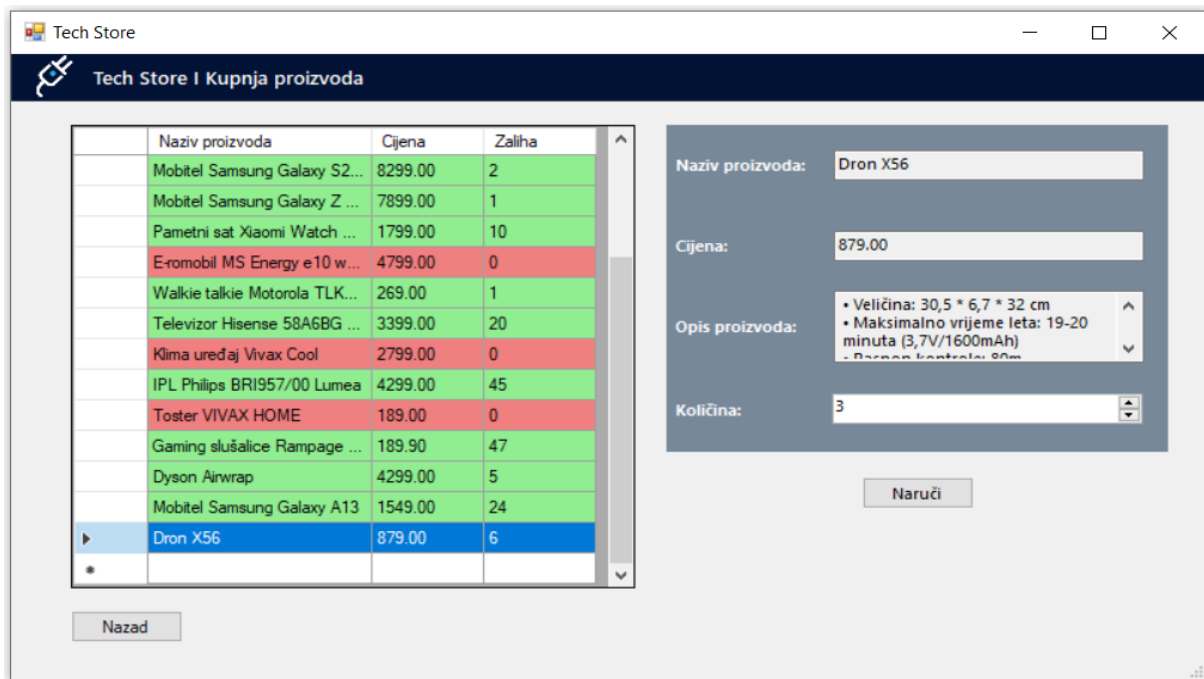 Tech Store
Tech Store I Kupnja proizvoda
Naziv proizvoda Cijena Zaliha
Mobitel Samsung Galaxy S2... 8299.00 2
Mobitel Samsung Galaxy Z ... 7899.00 1
Pametni sat Xiaomi Watch ... 1799.00 10
E-romobil MS Energy e10 w... 4799.00 0
Walkie talkie Motorola TLK... 269.00 1
Televizor Hisense 58A6BG ... 3399.00 20
Klima uređaj Vivax Cool 2799.00 0
IPL Philips BRI957/00 Lumea 4299.00 45
Toster VIVAX HOME 189.00 0
Gaming slušalice Rampage ... 189.90 47
Dyson Airwrap 4299.00 5
Mobitel Samsung Galaxy A13 1549.00 24
Dron X56 879.00 6
Nazad
Naziv proizvoda: Dron X56
Cijena: 879.00
Opis proizvoda:
• Veličina: 30,5 * 6,7 * 32 cm
• Maksimalno vrijeme leta: 19-20
minuta (3,7V/1600mAh)
• Raspon kontrole: 80m
Količina: 3
Naruči